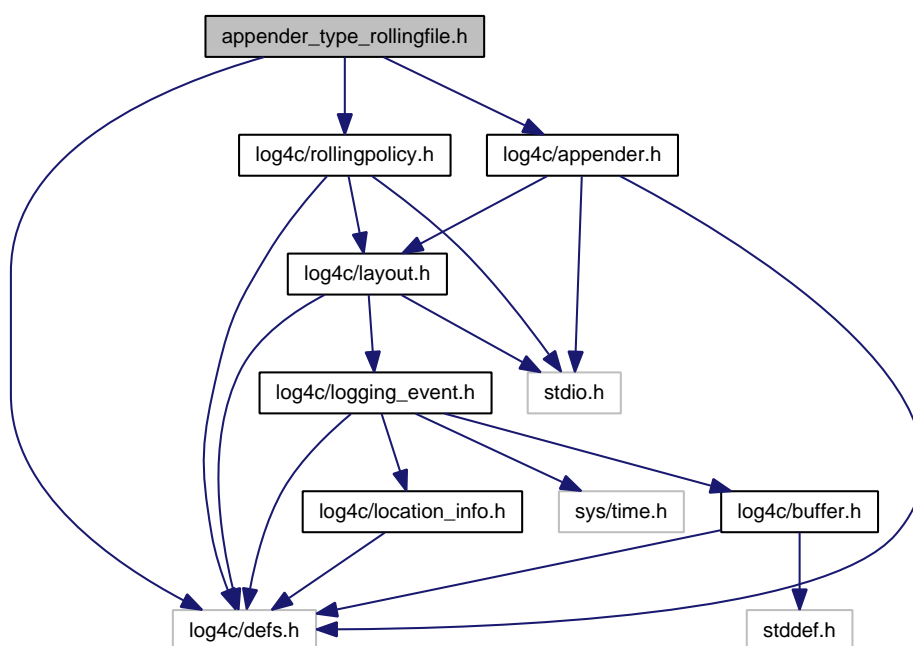 appender_type_rollingfile.h
log4c/rollingpolicy.h
log4c/appender.h
log4c/layout.h
log4c/logging_event.h
stdio.h
log4c/location_info.h
sys/time.h
log4c/buffer.h
log4c/defs.h
stddef.h